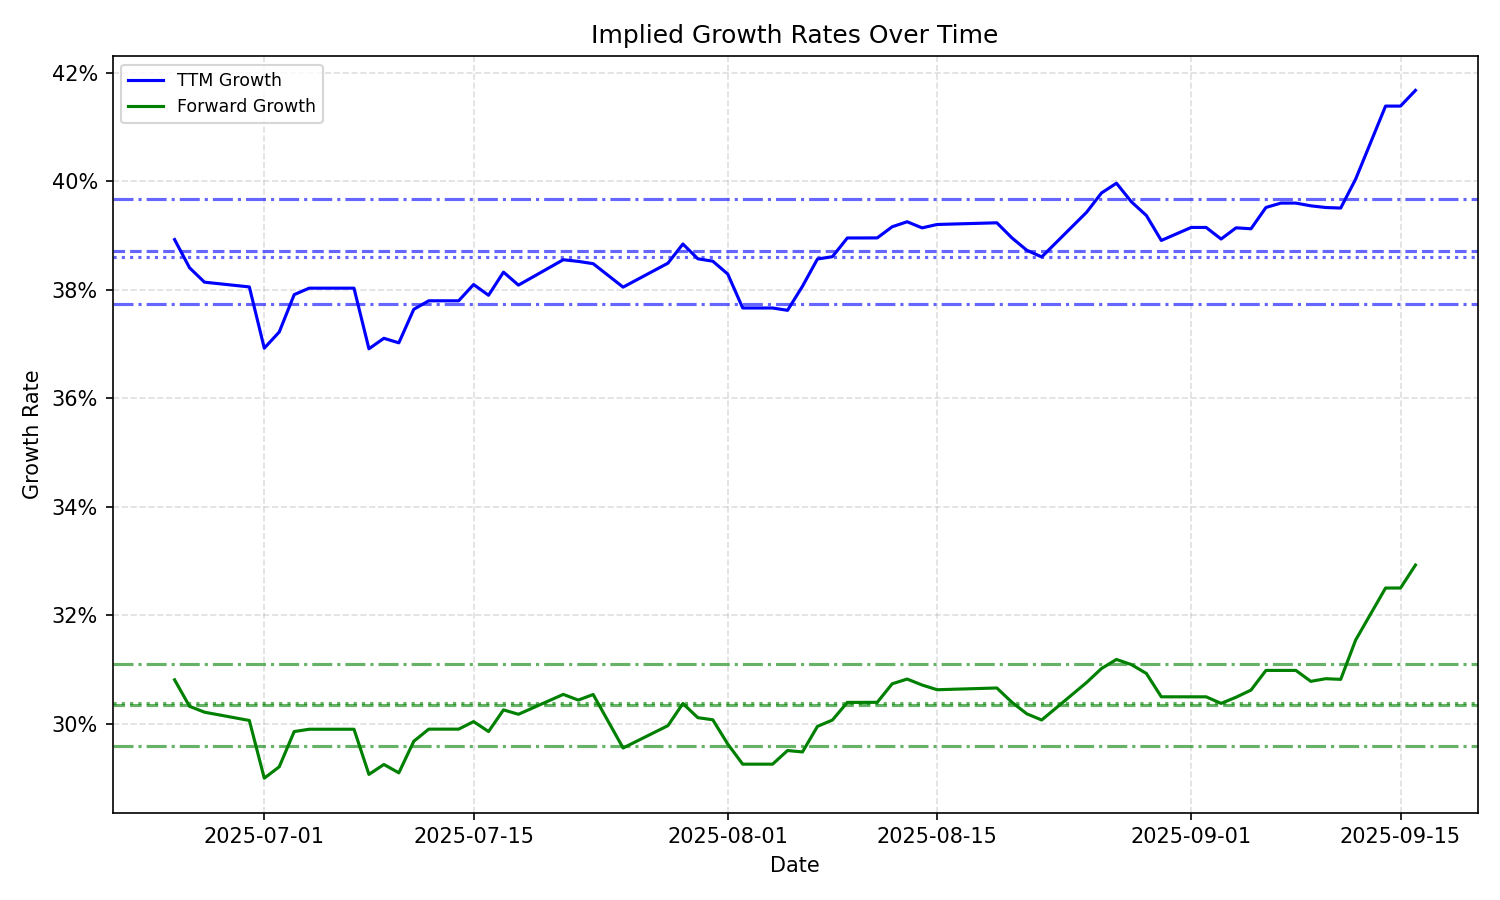 Implied Growth Rates Over Time
TTM Growth
Forward Growth
42%
40%
38%
36%
34%
32%
30%
Growth Rate
2025-07-01
2025-07-15
2025-08-01
2025-08-15
2025-09-01
2025-09-15
Date